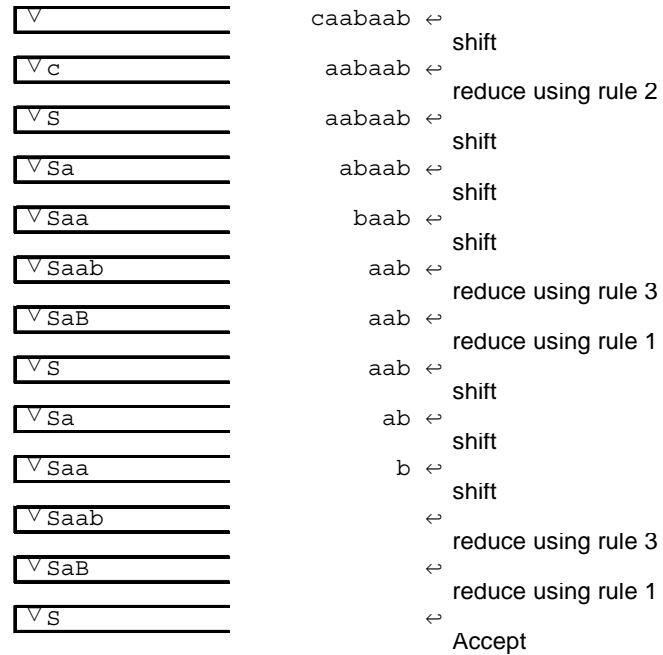 ▽ caabaab ↩
shift
▽ c aabaab ↩
reduce using rule 2
▽ S aabaab ↩
shift
▽ Sa abaab ↩
shift
▽ Saa baab ↩
shift
▽ Saab aab ↩
reduce using rule 3
▽ SaB aab ↩
reduce using rule 1
▽ S aab ↩
shift
▽ Sa ab ↩
shift
▽ Saa b ↩
shift
▽ Saab ↩
reduce using rule 3
▽ SaB ↩
reduce using rule 1
▽ S ↩
Accept